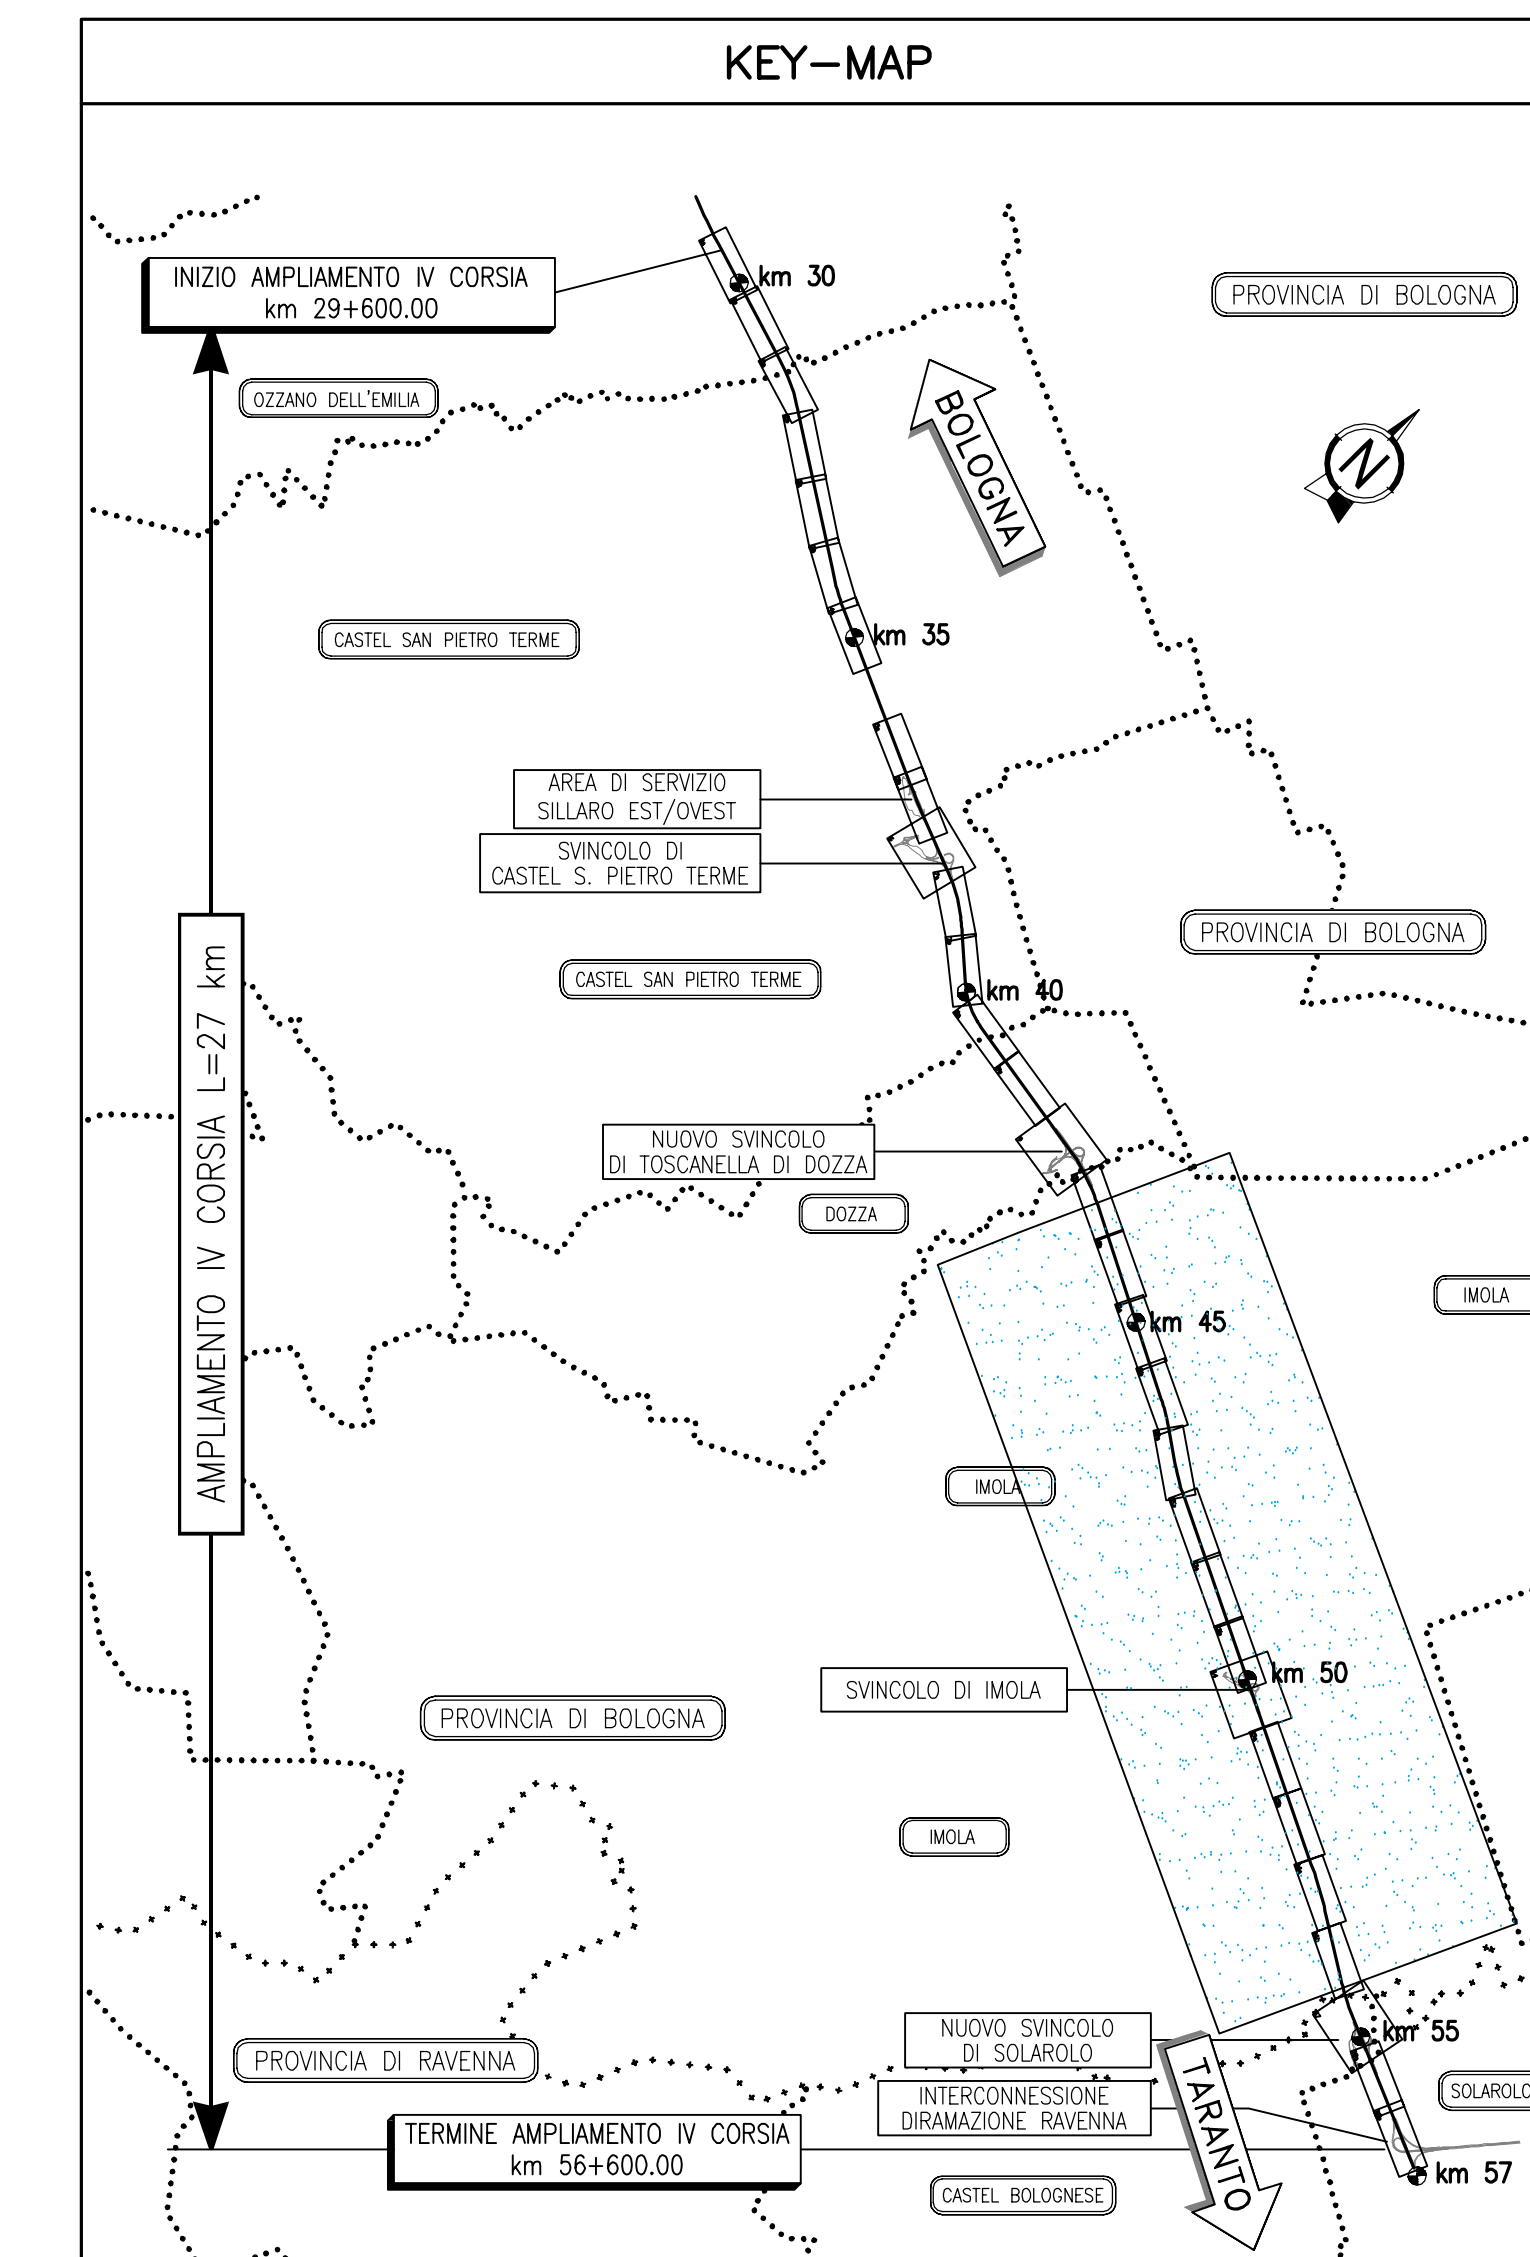 KEY-MAP
INIZIO AMPLIAMENTO IV CORSIA
km 29+600.00
km 30
PROVINCIA DI BOLOGNA
OZZANO DELL'EMILIA
BOLOGNA
N
CASTEL SAN PIETRO TERME
km 35
AREA DI SERVIZIO
SILLARO EST/OVEST
SVINCOLO DI
CASTEL S. PIETRO TERME
PROVINCIA DI BOLOGNA
CASTEL SAN PIETRO TERME
km 40
AMPLIAMENTO IV CORSIA L=27 km
NUOVO SVINCOLO
DI TOSCANELLA DI DOZZA
DOZZA
IMOLA
km 45
IMOLA
SVINCOLO DI IMOLA
km 50
PROVINCIA DI BOLOGNA
IMOLA
NUOVO SVINCOLO
DI SOLAROLO
km 55
PROVINCIA DI RAVENNA
SOLAROLO
INTERCONNESSIONE
DIRAMAZIONE RAVENNA
TARANTO
TERMINE AMPLIAMENTO IV CORSIA
km 56+600.00
km 57
CASTEL BOLOGNESE